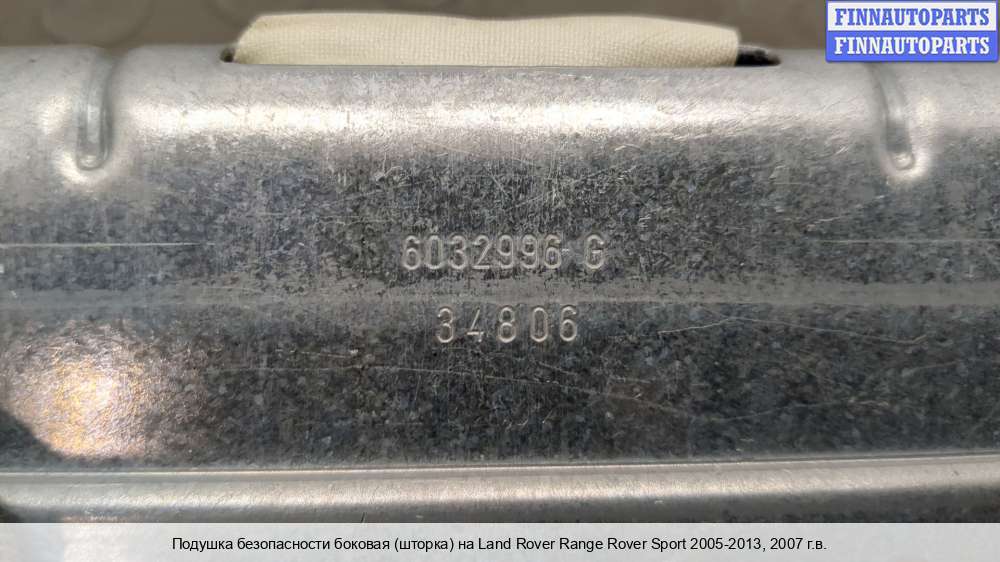 FINNAUTOPARTS
FINNAUTOPARTS
6032996 G
34806
Подушка безопасности боковая (шторка) на Land Rover Range Rover Sport 2005-2013, 2007 г.в.